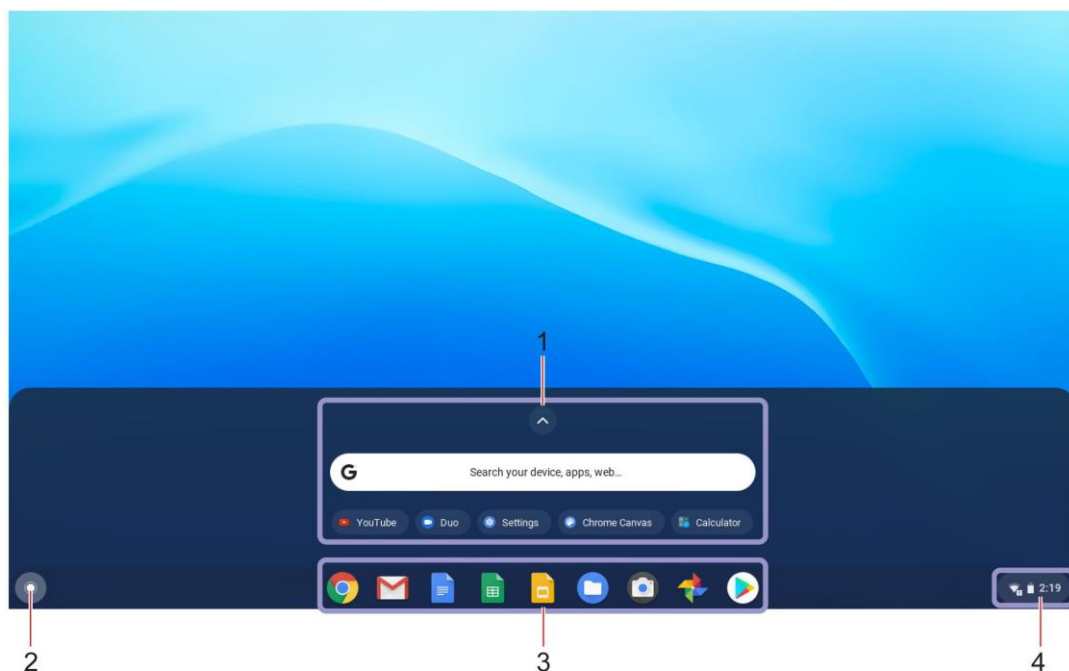 1
G
Search your device, apps, web...
YouTube
Duo
Settings
Chrome Canvas
Calculator
2:19
2
3
4